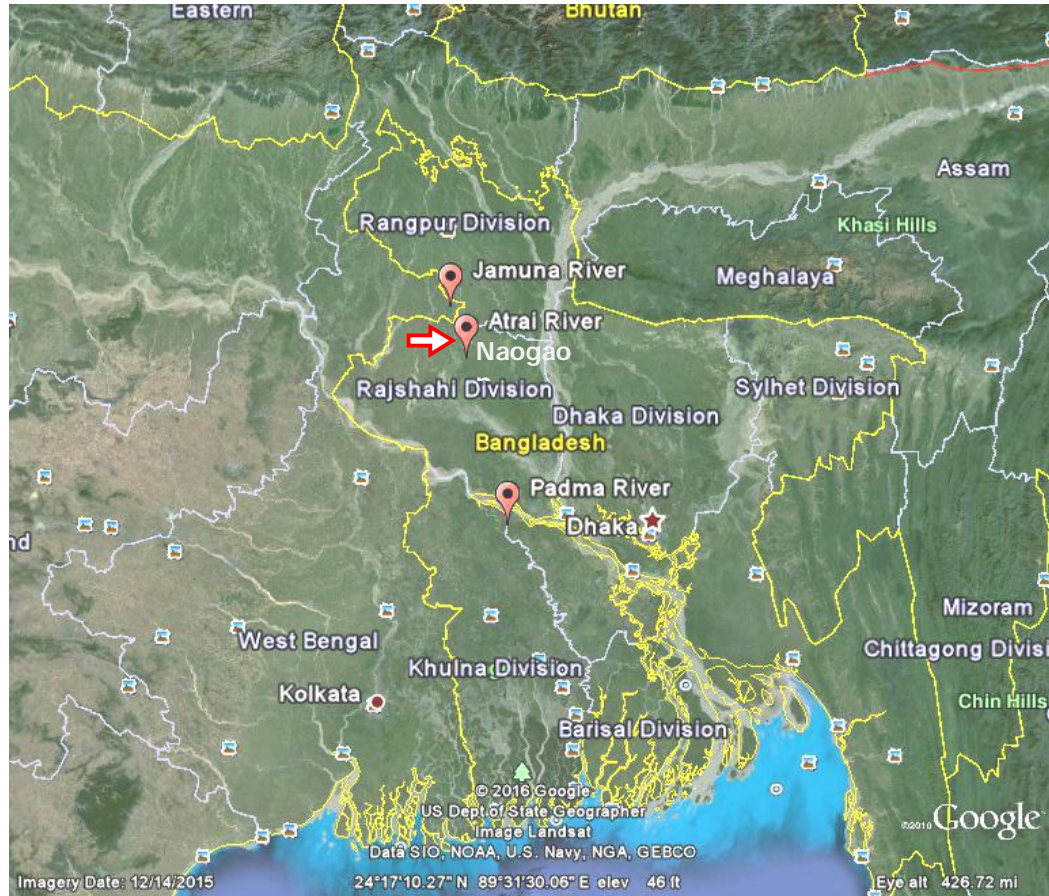 Eastern
Bhutan
Assam
Rangpur Division
Khasi Hills
Jamuna River
Meghalaya
Atrai River
Naogao
Rajshahi Division
Sylhet Division
Dhaka Division
Bangladesh
Padma River
Dhaka
nd
Mizoram
West Bengal
Chittagong Divisi
Khulna Division
Kolkata
Chin Hills
Barisal Division
© 2016 Google
US Dept of State Geographer
Image Landsat
Data SIO, NOAA, U.S. Navy, NGA, GEBCO
©2010 Google
Imagery Date: 12/14/2015 24°17'10.27" N 89°31'30.06" E elev 46 ft Eye alt 426.72 mi